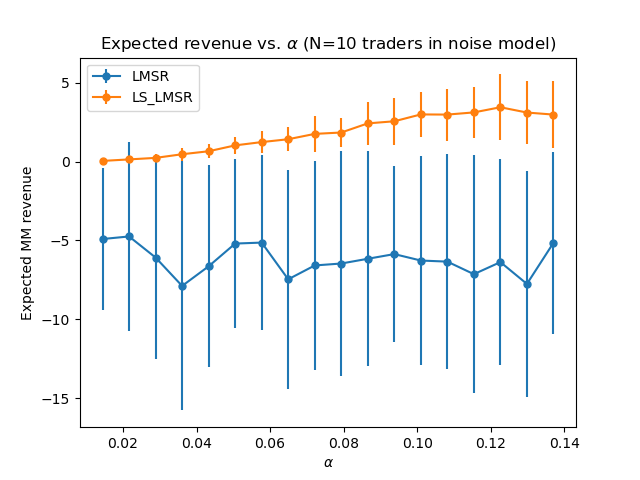 Expected revenue vs. α (N=10 traders in noise model)
LMSR
LS_LMSR
Expected MM revenue
5
0
−5
−10
−15
0.02 0.04 0.06 0.08 0.10 0.12 0.14
α